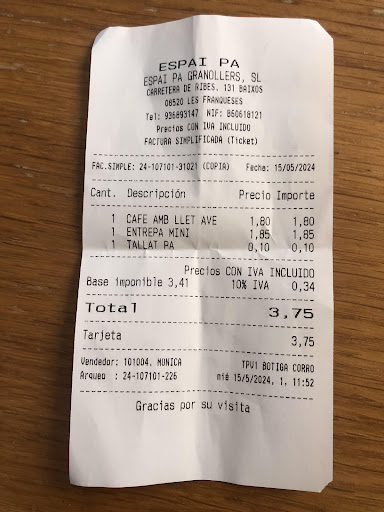 ESPAI PA
ESPAI PA GRANOLLERS, SL
CARRETERA DE RIBES, 131 BAIXOS
08520 LES FRANQUESES
Tel: 936893147 NIF: B60618121
Precios CON IVA INCLUIDO
FACTURA SIMPLIFICADA (Ticket)
FAC.SIMPLE: 24-107101-31021 (COPIA) Fecha: 15/05/2024
Cant. Descripción Precio Importe
1 CAFE AMB LLET AVE 1,80 1,80
1 ENTREPA MINI 1,85 1,85
1 TALLAT PA 0,10 0,10
Precios CON IVA INCLUIDO
Base imponible 3,41 10% IVA 0,34
Total 3,75
Tarjeta 3,75
Vendedor: 101004, MONICA TPV1 BOTIGA CORRO
Arqueo : 24-107101-226 mié 15/5/2024, 1, 11:52
Gracias por su visita